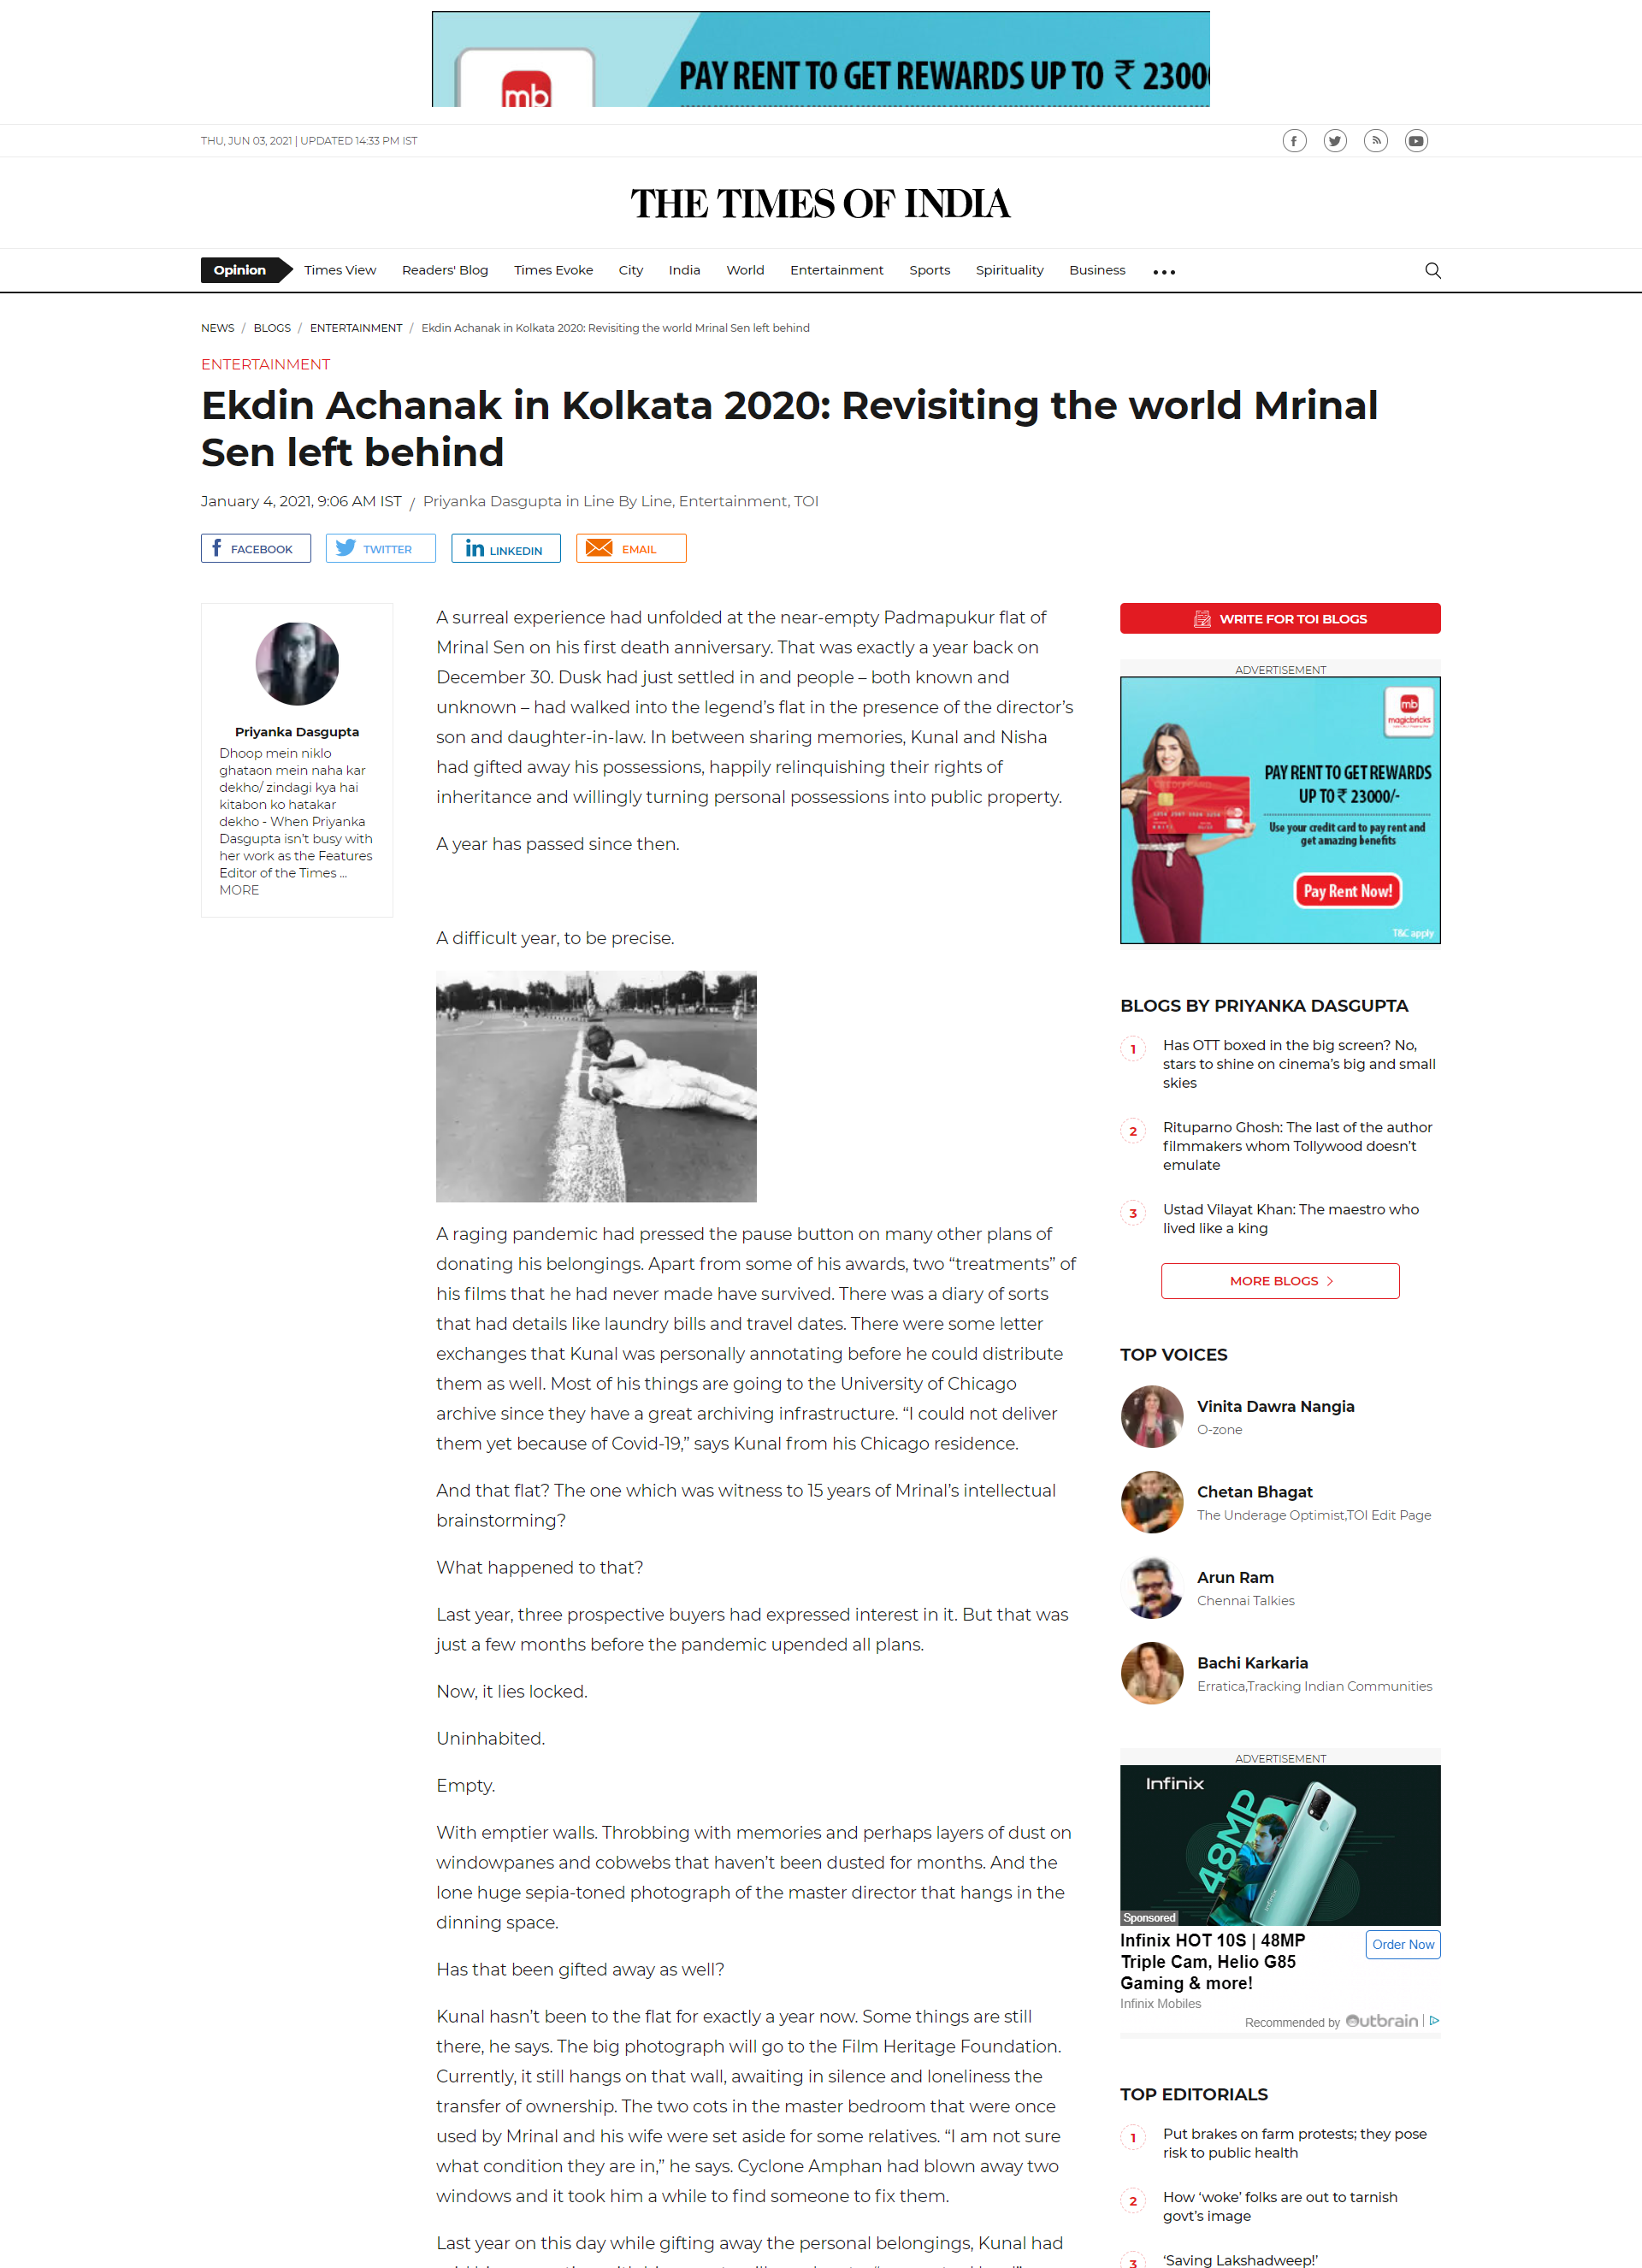 mb
PAY RENT TO GET REWARDS UP TO ₹ 2300
THU, JUN 03, 2021 | UPDATED 14:33 PM IST
THE TIMES OF INDIA
Opinion Times View Readers' Blog Times Evoke City India World Entertainment Sports Spirituality Business •••
NEWS / BLOGS / ENTERTAINMENT / Ekdin Achanak in Kolkata 2020: Revisiting the world Mrinal Sen left behind
ENTERTAINMENT
Ekdin Achanak in Kolkata 2020: Revisiting the world Mrinal
Sen left behind
January 4, 2021, 9:06 AM IST / Priyanka Dasgupta in Line By Line, Entertainment, TOI
FACEBOOK TWITTER LINKEDIN EMAIL
Priyanka Dasgupta
Dhoop mein niklo
ghataon mein naha kar
dekho/ zindagi kya hai
kitabon ko hatakar
dekho - When Priyanka
Dasgupta isn't busy with
her work as the Features
Editor of the Times ...
MORE
A surreal experience had unfolded at the near-empty Padmapukur flat of
Mrinal Sen on his first death anniversary. That was exactly a year back on
December 30. Dusk had just settled in and people – both known and
unknown – had walked into the legend's flat in the presence of the director's
son and daughter-in-law. In between sharing memories, Kunal and Nisha
had gifted away his possessions, happily relinquishing their rights of
inheritance and willingly turning personal possessions into public property.
A year has passed since then.
A difficult year, to be precise.
A raging pandemic had pressed the pause button on many other plans of
donating his belongings. Apart from some of his awards, two “treatments” of
his films that he had never made have survived. There was a diary of sorts
that had details like laundry bills and travel dates. There were some letter
exchanges that Kunal was personally annotating before he could distribute
them as well. Most of his things are going to the University of Chicago
archive since they have a great archiving infrastructure. “I could not deliver
them yet because of Covid-19,” says Kunal from his Chicago residence.
And that flat? The one which was witness to 15 years of Mrinal's intellectual
brainstorming?
What happened to that?
Last year, three prospective buyers had expressed interest in it. But that was
just a few months before the pandemic upended all plans.
Now, it lies locked.
Uninhabited.
Empty.
With emptier walls. Throbbing with memories and perhaps layers of dust on
windowpanes and cobwebs that haven't been dusted for months. And the
lone huge sepia-toned photograph of the master director that hangs in the
dinning space.
Has that been gifted away as well?
Kunal hasn't been to the flat for exactly a year now. Some things are still
there, he says. The big photograph will go to the Film Heritage Foundation.
Currently, it still hangs on that wall, awaiting in silence and loneliness the
transfer of ownership. The two cots in the master bedroom that were once
used by Mrinal and his wife were set aside for some relatives. “I am not sure
what condition they are in,” he says. Cyclone Amphan had blown away two
windows and it took him a while to find someone to fix them.
Last year on this day while gifting away the personal belongings, Kunal had
WRITE FOR TOI BLOGS
ADVERTISEMENT
mb
magicbricks
PAY RENT TO GET REWARDS
UP TO ₹ 23000/-
Use your credit card to pay rent and
get amazing benefits
Pay Rent Now!
T&C apply
BLOGS BY PRIYANKA DASGUPTA
1 Has OTT boxed in the big screen? No,
stars to shine on cinema's big and small
skies
2 Rituparno Ghosh: The last of the author
filmmakers whom Tollywood doesn't
emulate
3 Ustad Vilayat Khan: The maestro who
lived like a king
MORE BLOGS >
TOP VOICES
Vinita Dawra Nangia
O-zone
Chetan Bhagat
The Underage Optimist,TOI Edit Page
Arun Ram
Chennai Talkies
Bachi Karkaria
Erratica,Tracking Indian Communities
ADVERTISEMENT
Infinix
48MP
Infinix
Sponsored
Infinix HOT 10S | 48MP
Triple Cam, Helio G85
Gaming & more!
Order Now
Infinix Mobiles
Recommended by Outbrain
TOP EDITORIALS
1 Put brakes on farm protests; they pose
risk to public health
2 How ‘woke’ folks are out to tarnish
govt's image
3 ‘Saving Lakshadweep!’